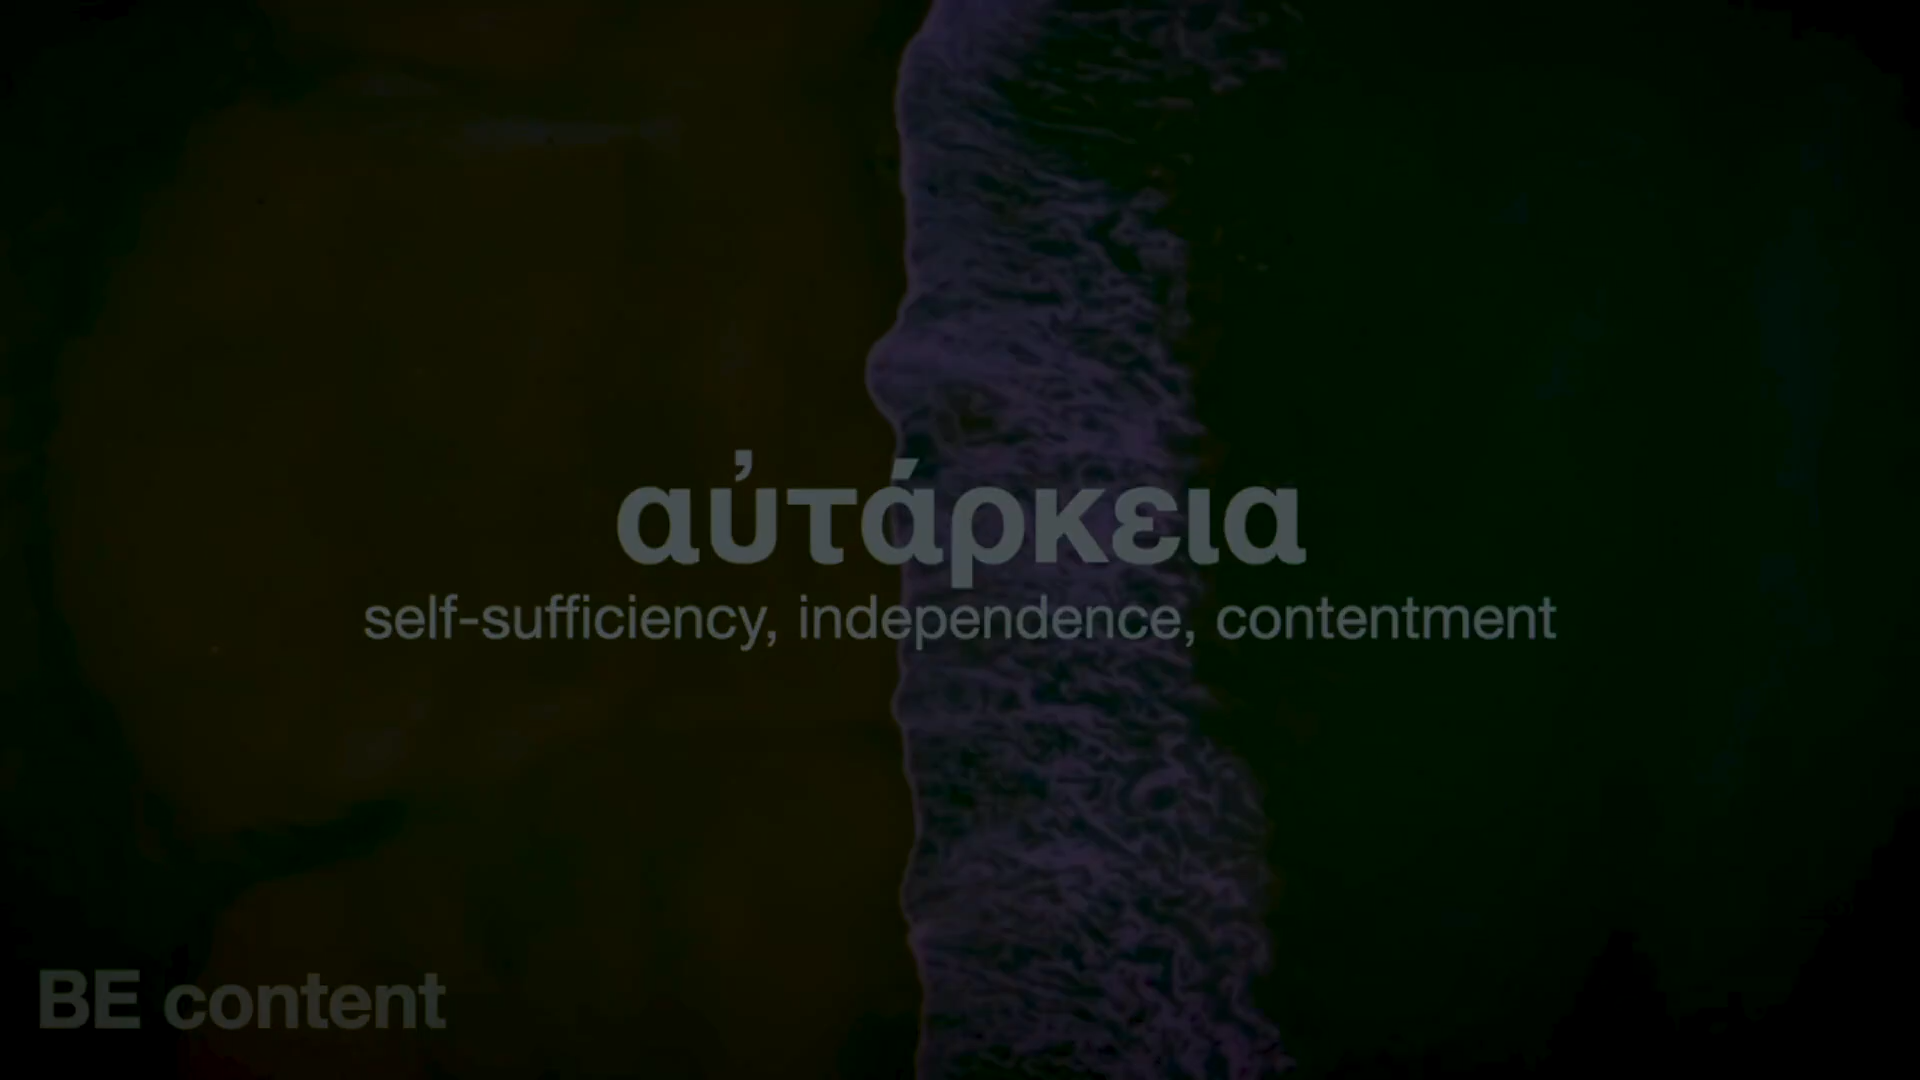 αὐτάρκεια
self-sufficiency, independence, contentment
BE content